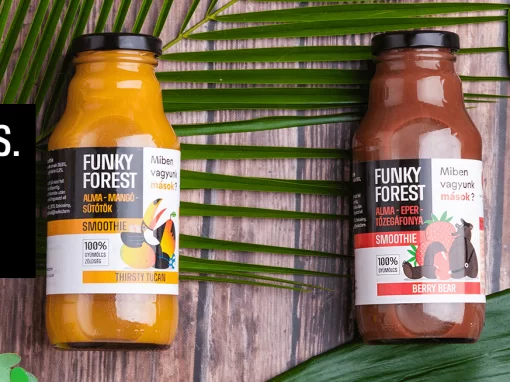 S.
FUNKY
FOREST
ALMA - MANGÓ -
SÜTŐTÖK
SMOOTHIE
100%
GYÜMÖLCS
ZÖLDSÉG
THIRSTY TUCAN
Miben
vagyunk
mások?
FUNKY
FOREST
ALMA - EPER -
TŐZEGÁFONYA
SMOOTHIE
100%
GYÜMÖLCS
BERRY BEAR
Miben
vagyunk
mások?